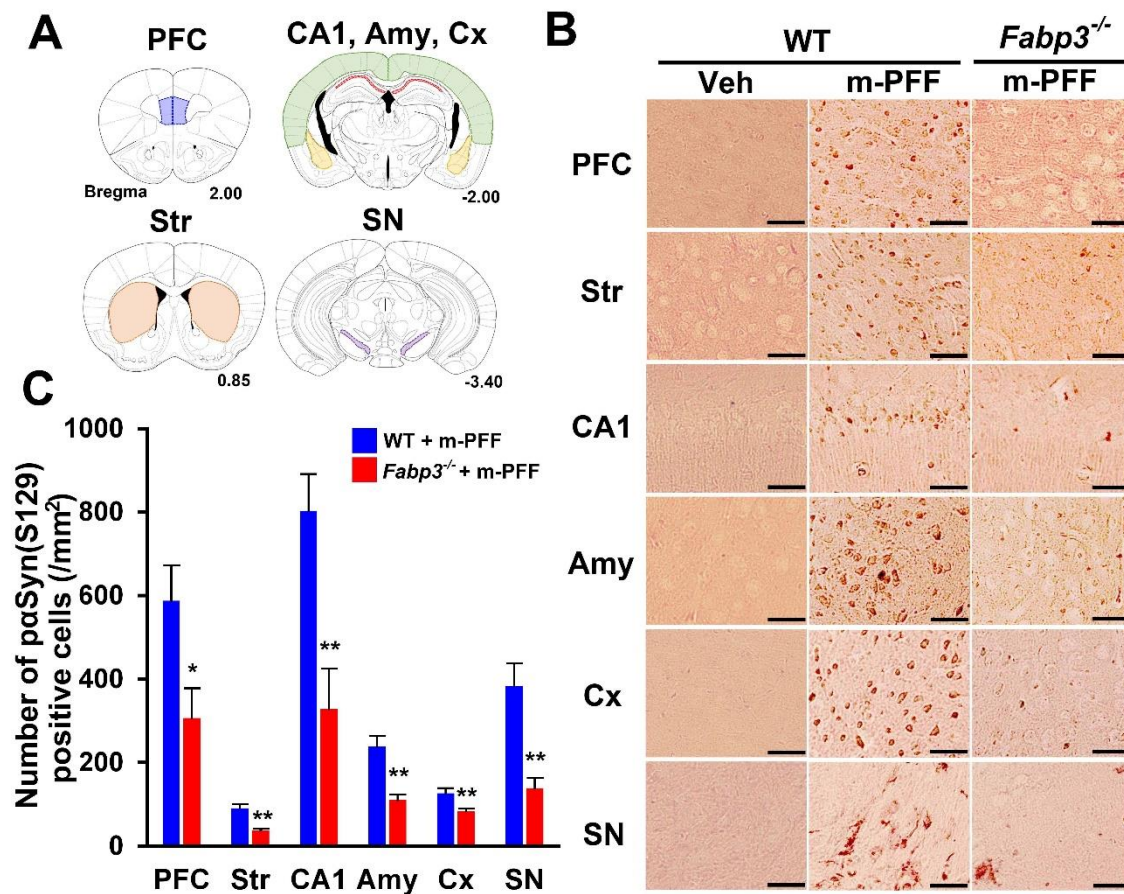 A
PFC
CA1, Amy, Cx
Bregma
2.00
-2.00
Str
SN
0.85
-3.40
B
WT
Fabp3-/-
Veh
m-PFF
m-PFF
PFC
Str
CA1
Amy
Cx
SN
C
Number of pαSyn(S129)
positive cells (/mm²)
1000
800
600
400
200
0
WT + m-PFF
Fabp3-/- + m-PFF
*
**
**
**
**
**
PFC
Str
CA1
Amy
Cx
SN